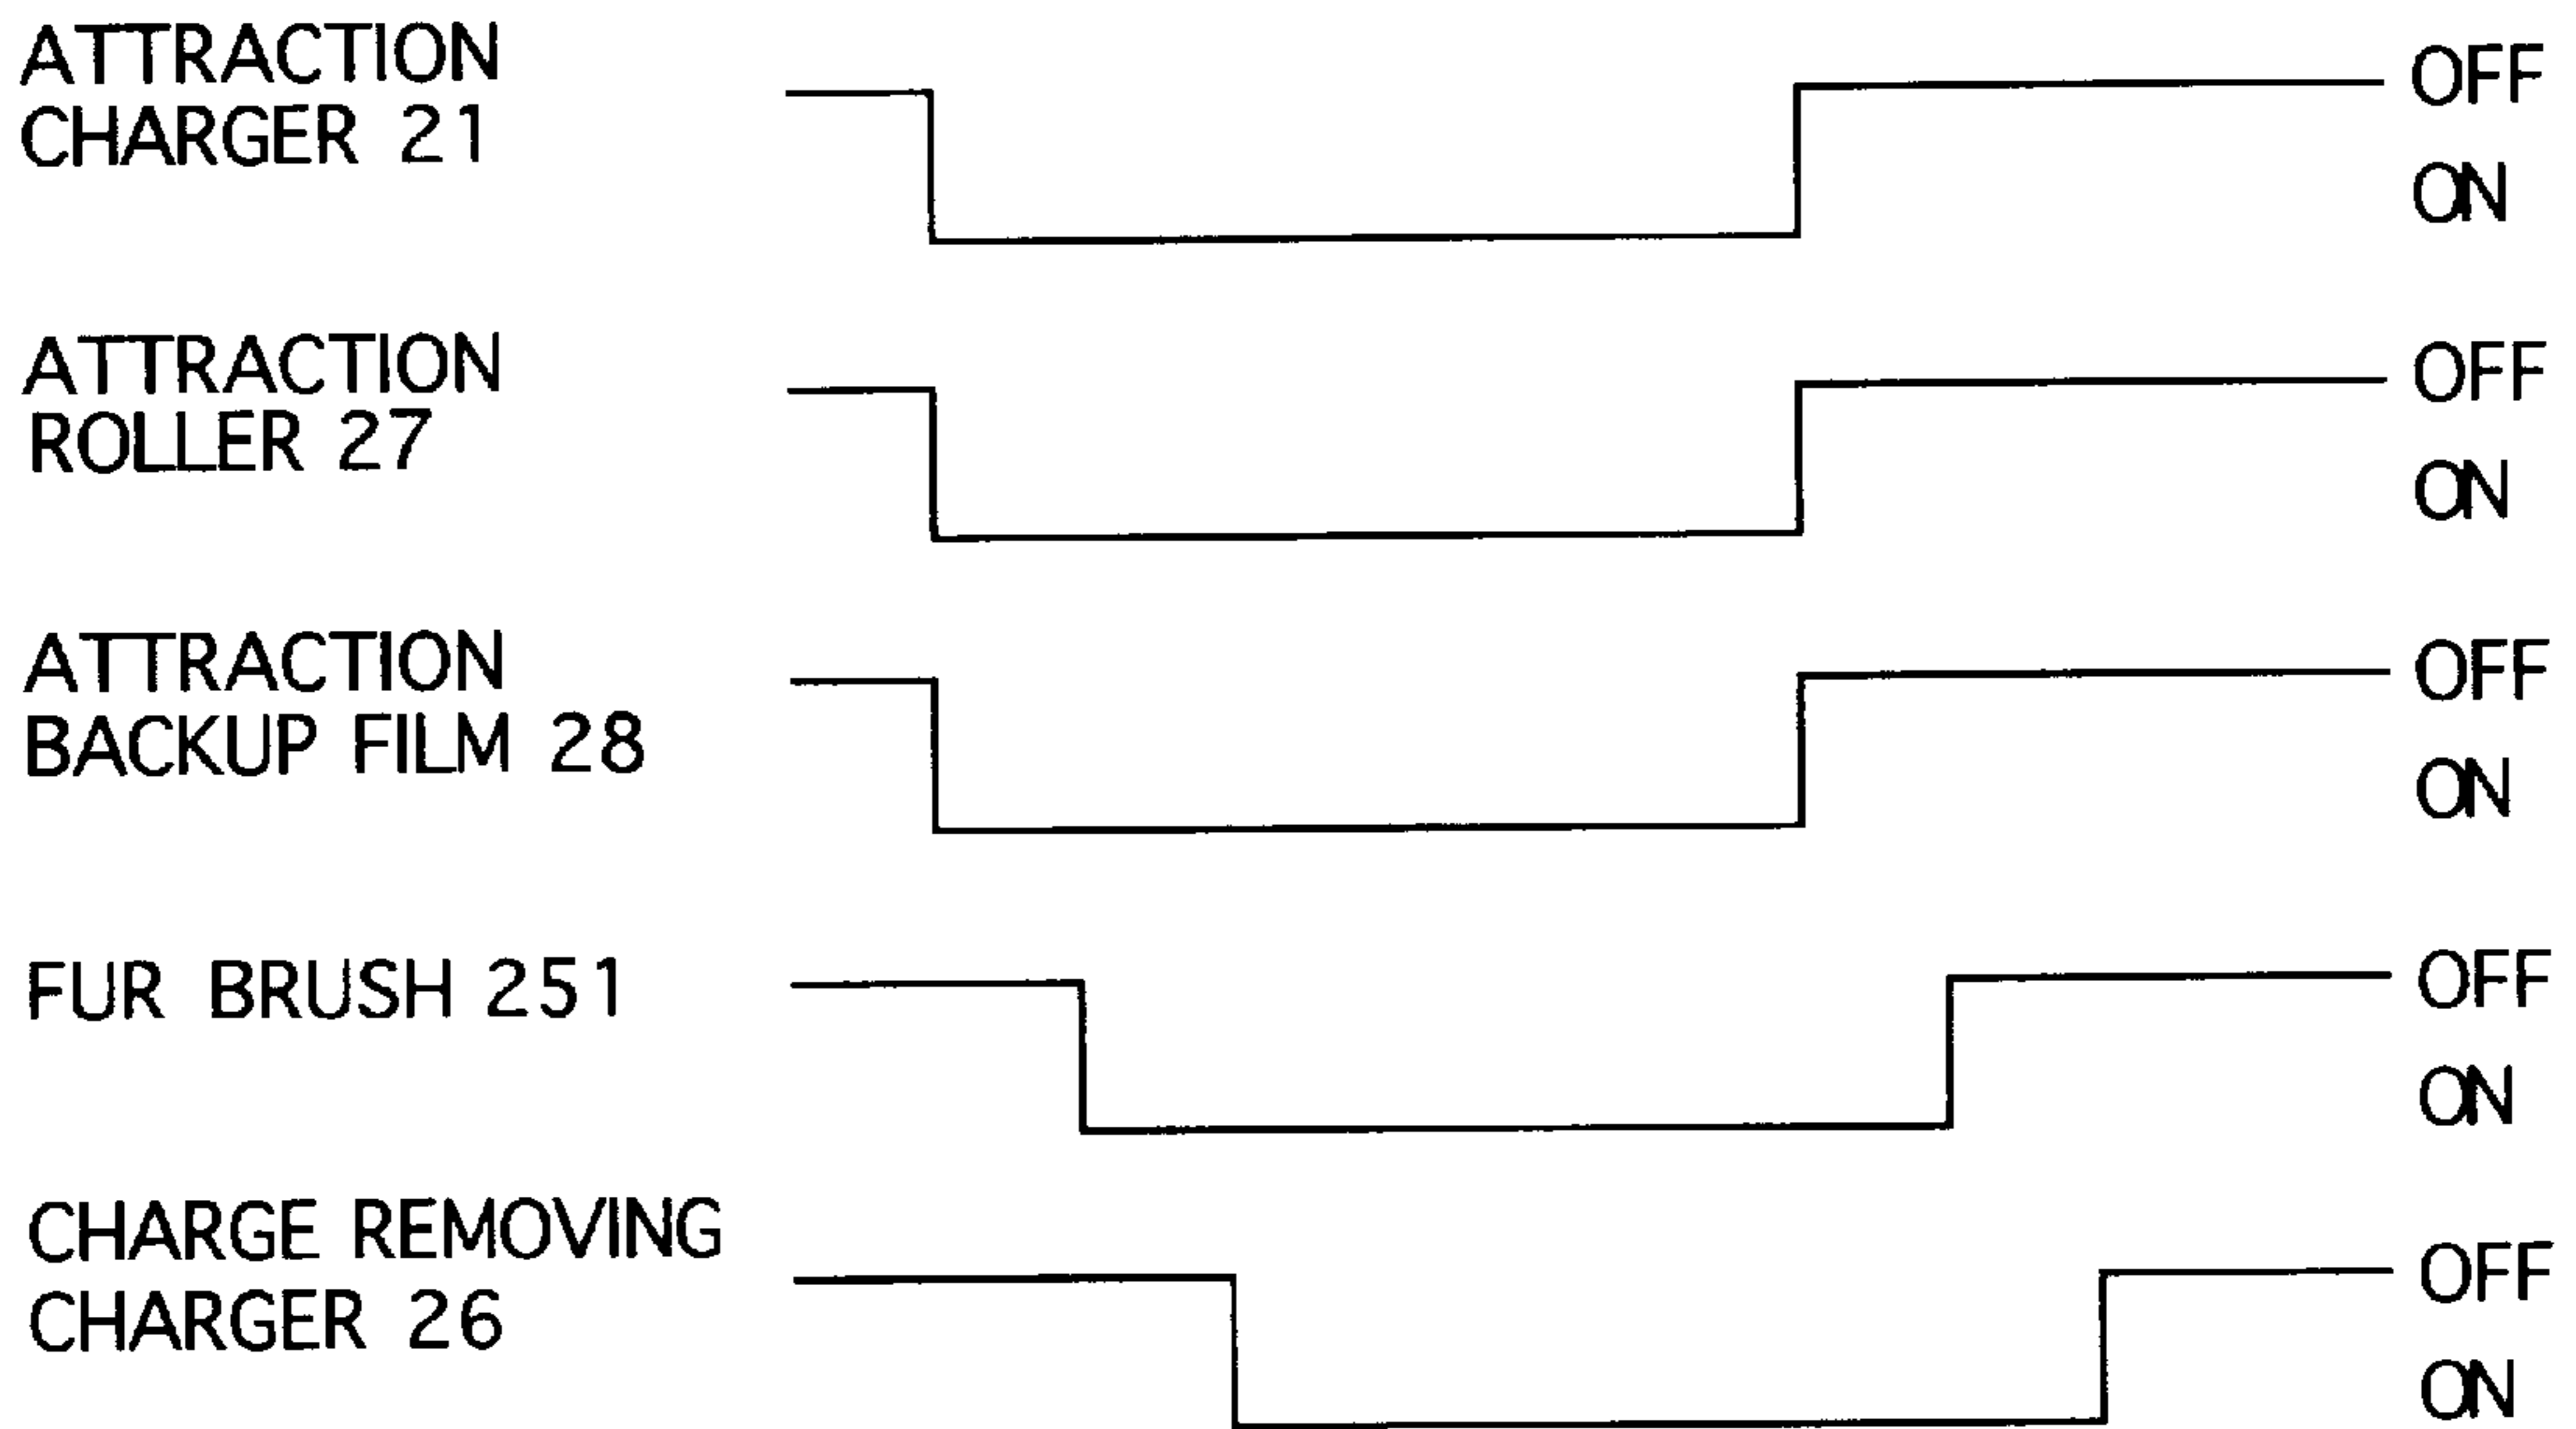 ATTRACTION
CHARGER 21
OFF
ON
ATTRACTION
ROLLER 27
OFF
ON
ATTRACTION
BACKUP FILM 28
OFF
ON
FUR BRUSH 251
OFF
ON
CHARGE REMOVING
CHARGER 26
OFF
ON